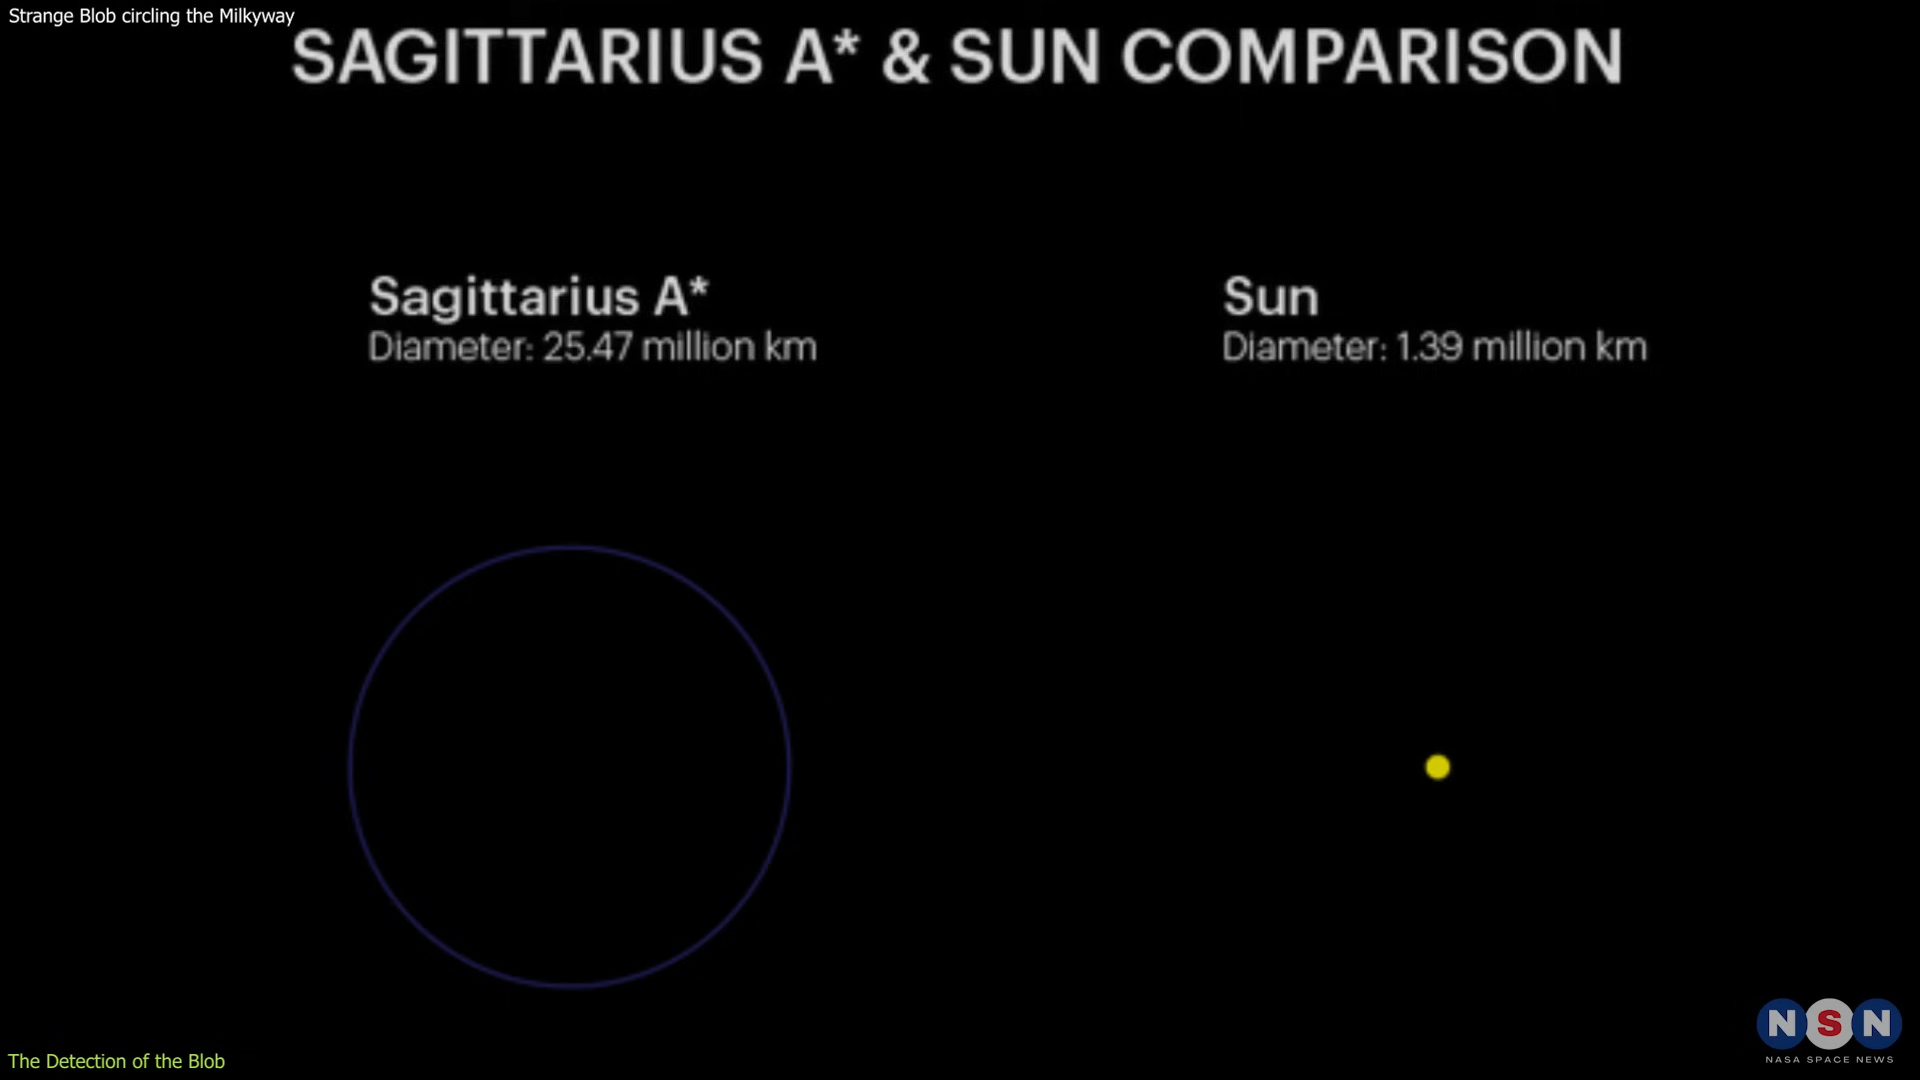 Strange Blob circling the Milkyway
SAGITTARIUS A* & SUN COMPARISON
Sagittarius A*
Diameter: 25.47 million km
Sun
Diameter: 1.39 million km
The Detection of the Blob
NSN
NASA SPACE NEWS